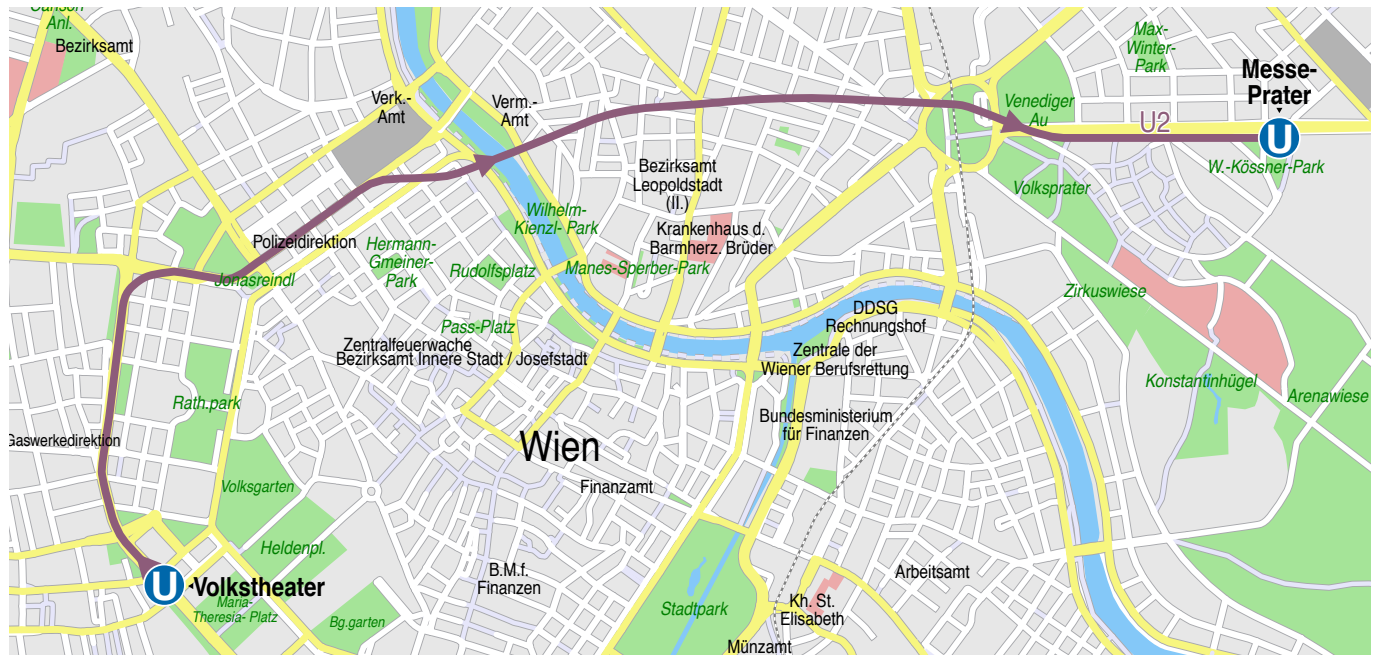 Carlson
Anl.
Bezirksamt
Max-
Winter-
Park
Messe-
Prater
Verk.-
Amt
Verm.-
Amt
Venediger
Au
U2
U
W.-Kössner-Park
Bezirksamt
Leopoldstadt
(II.)
Volksprater
Wilhelm-
Kienzl- Park
Krankenhaus d.
Barmherz. Brüder
Polizeidirektion
Hermann-
Gmeiner-
Park
Rudolfsplatz
Manes-Sperber-Park
Jonasreindl
Zirkuswiese
DDSG
Rechnungshof
Pass-Platz
Zentralfeuerwache
Bezirksamt Innere Stadt / Josefstadt
Zentrale der
Wiener Berufsrettung
Konstantinhügel
Arenawiese
Rath.park
Bundesministerium
für Finanzen
Gaswerkedirektion
Wien
Volksgarten
Finanzamt
Heldenpl.
B.M.f.
Finanzen
Arbeitsamt
U
Volkstheater
Maria-
Theresia- Platz
Bg.garten
Stadtpark
Kh. St.
Elisabeth
Münzamt